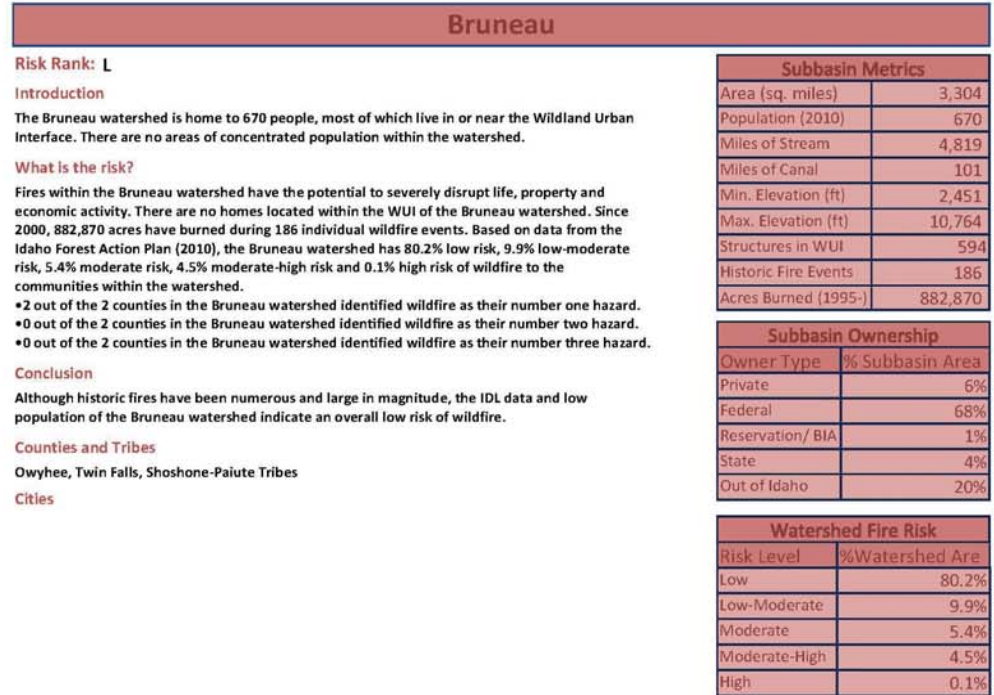 Bruneau
Risk Rank: L
Introduction
The Bruneau watershed is home to 670 people, most of which live in or near the Wildland Urban
Interface. There are no areas of concentrated population within the watershed.
What is the risk?
Fires within the Bruneau watershed have the potential to severely disrupt life, property and
economic activity. There are no homes located within the WUI of the Bruneau watershed. Since
2000, 882,870 acres have burned during 186 individual wildfire events. Based on data from the
Idaho Forest Action Plan (2010), the Bruneau watershed has 80.2% low risk, 9.9% low-moderate
risk, 5.4% moderate risk, 4.5% moderate-high risk and 0.1% high risk of wildfire to the
communities within the watershed.
•2 out of the 2 counties in the Bruneau watershed identified wildfire as their number one hazard.
•0 out of the 2 counties in the Bruneau watershed identified wildfire as their number two hazard.
•0 out of the 2 counties in the Bruneau watershed identified wildfire as their number three hazard.
Conclusion
Although historic fires have been numerous and large in magnitude, the IDL data and low
population of the Bruneau watershed indicate an overall low risk of wildfire.
Counties and Tribes
Owyhee, Twin Falls, Shoshone-Paiute Tribes
Cities
Subbasin Metrics
Area (sq. miles) 3,304
Population (2010) 670
Miles of Stream 4,819
Miles of Canal 101
Min. Elevation (ft) 2,451
Max. Elevation (ft) 10,764
Structures in WUI 594
Historic Fire Events 186
Acres Burned (1995-) 882,870
Subbasin Ownership
Owner Type % Subbasin Area
Private 6%
Federal 68%
Reservation/ BIA 1%
State 4%
Out of Idaho 20%
Watershed Fire Risk
Risk Level %Watershed Are
Low 80.2%
Low-Moderate 9.9%
Moderate 5.4%
Moderate-High 4.5%
High 0.1%